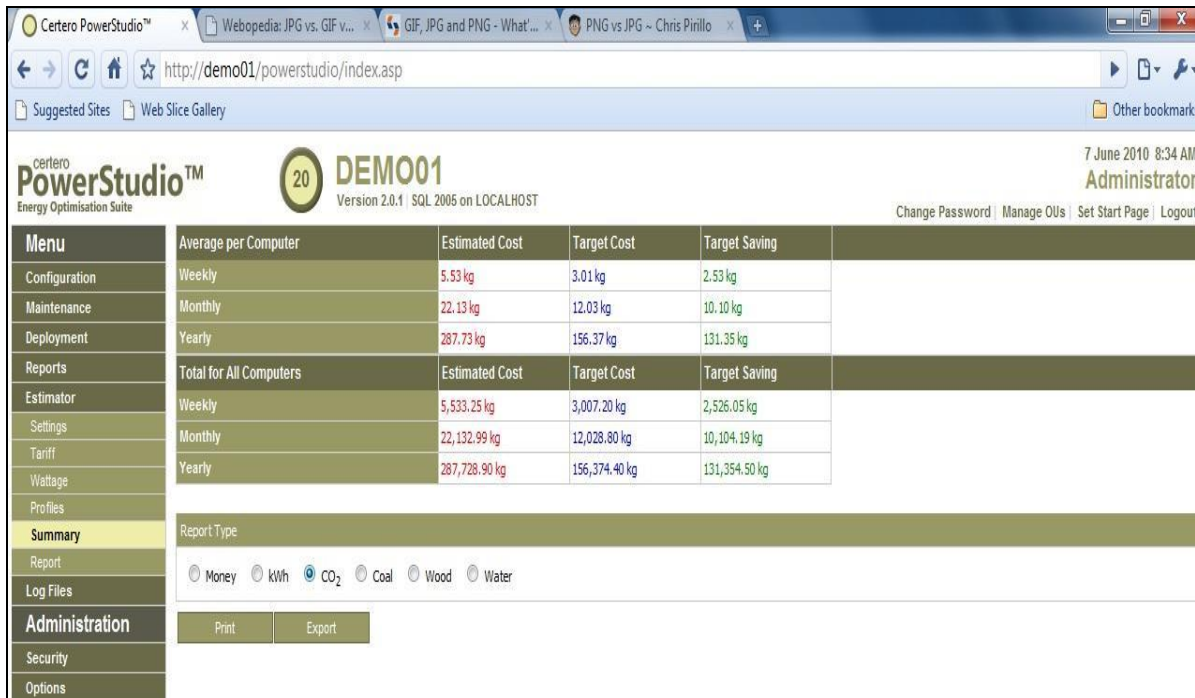 Certero PowerStudio™
Webopedia: JPG vs. GIF v...
GIF, JPG and PNG - What'...
PNG vs JPG ~ Chris Pirillo
http://demo01/powerstudio/index.asp
Suggested Sites
Web Slice Gallery
Other bookmark
certero
PowerStudio™
Energy Optimisation Suite
20
DEMO01
Version 2.0.1 | SQL 2005 on LOCALHOST
7 June 2010 8:34 AM
Administrator
Change Password | Manage OUs | Set Start Page | Logout
Menu
Configuration
Maintenance
Deployment
Reports
Estimator
Settings
Tariff
Wattage
Profiles
Summary
Report
Log Files
Administration
Security
Options
Average per Computer Estimated Cost Target Cost Target Saving
Weekly 5.53 kg 3.01 kg 2.53 kg
Monthly 22.13 kg 12.03 kg 10.10 kg
Yearly 287.73 kg 156.37 kg 131.35 kg
Total for All Computers Estimated Cost Target Cost Target Saving
Weekly 5,533.25 kg 3,007.20 kg 2,526.05 kg
Monthly 22,132.99 kg 12,028.80 kg 10,104.19 kg
Yearly 287,728.90 kg 156,374.40 kg 131,354.50 kg
Report Type
Money kWh CO₂ Coal Wood Water
Print Export